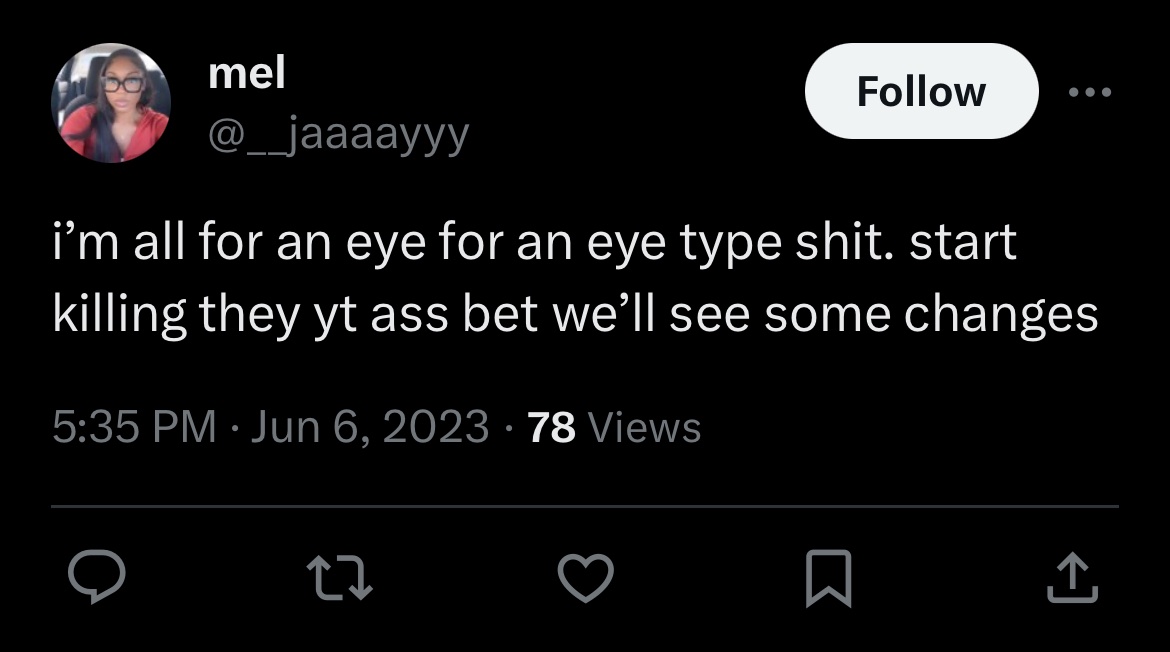 mel
Follow
@__jaaaayyy
i’m all for an eye for an eye type shit. start
killing they yt ass bet we’ll see some changes
5:35 PM · Jun 6, 2023 · 78 Views